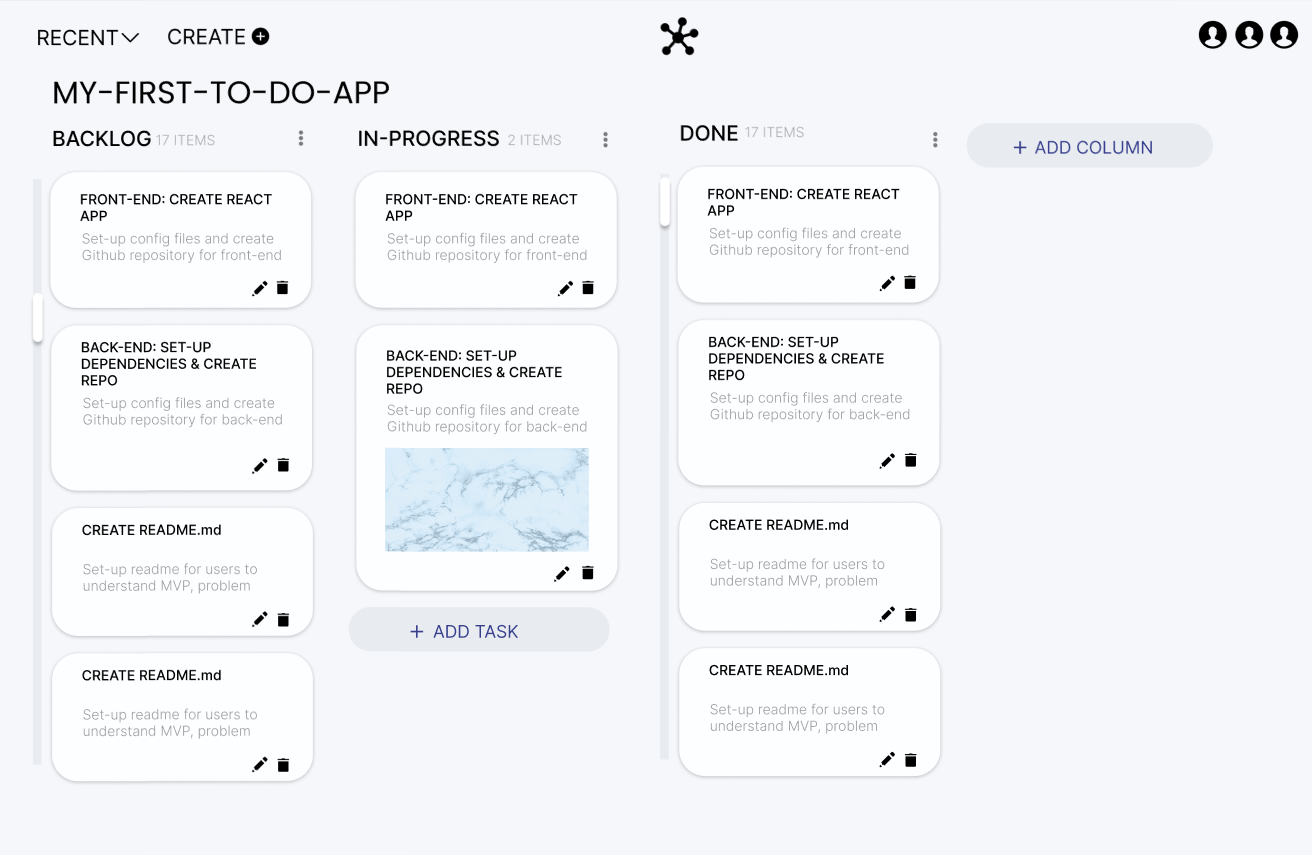 RECENT CREATE
MY-FIRST-TO-DO-APP
BACKLOG 17 ITEMS
FRONT-END: CREATE REACT
APP
Set-up config files and create
Github repository for front-end
BACK-END: SET-UP
DEPENDENCIES & CREATE
REPO
Set-up config files and create
Github repository for back-end
CREATE README.md
Set-up readme for users to
understand MVP, problem
CREATE README.md
Set-up readme for users to
understand MVP, problem
IN-PROGRESS 2 ITEMS
FRONT-END: CREATE REACT
APP
Set-up config files and create
Github repository for front-end
BACK-END: SET-UP
DEPENDENCIES & CREATE
REPO
Set-up config files and create
Github repository for back-end
+ ADD TASK
DONE 17 ITEMS
FRONT-END: CREATE REACT
APP
Set-up config files and create
Github repository for front-end
BACK-END: SET-UP
DEPENDENCIES & CREATE
REPO
Set-up config files and create
Github repository for back-end
CREATE README.md
Set-up readme for users to
understand MVP, problem
CREATE README.md
Set-up readme for users to
understand MVP, problem
+ ADD COLUMN